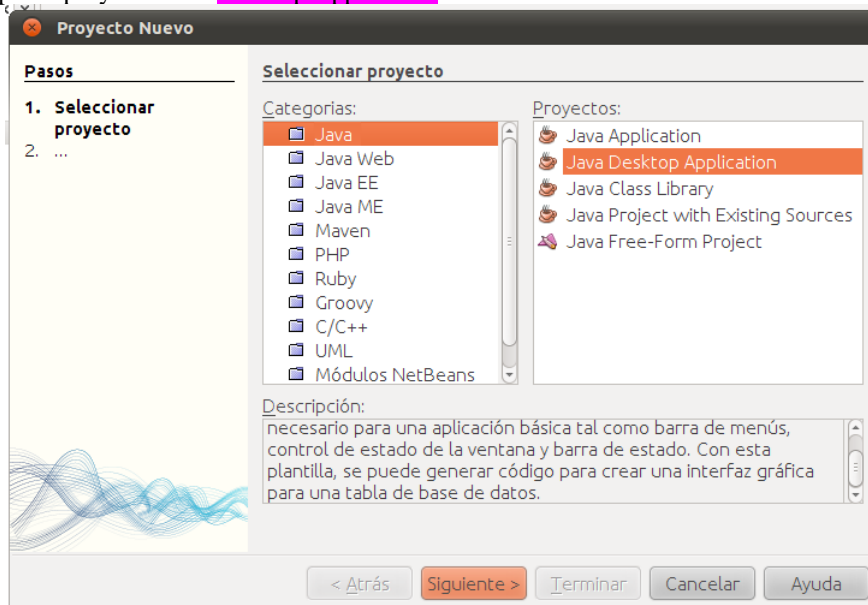 Proyecto Nuevo
Pasos
1. Seleccionar
proyecto
2. ...
Seleccionar proyecto
Categorias:
Java
Java Web
Java EE
Java ME
Maven
PHP
Ruby
Groovy
C/C++
UML
Módulos NetBeans
Proyectos:
Java Application
Java Desktop Application
Java Class Library
Java Project with Existing Sources
Java Free-Form Project
Descripción:
necesario para una aplicación básica tal como barra de menús,
control de estado de la ventana y barra de estado. Con esta
plantilla, se puede generar código para crear una interfaz gráfica
para una tabla de base de datos.
< Atrás
Siguiente >
Terminar
Cancelar
Ayuda